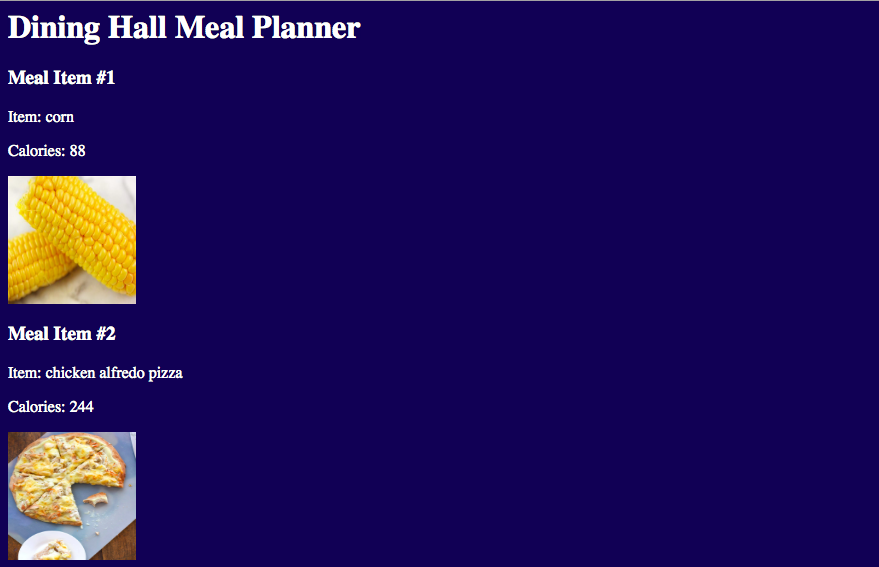 Dining Hall Meal Planner
Meal Item #1
Item: corn
Calories: 88
Meal Item #2
Item: chicken alfredo pizza
Calories: 244